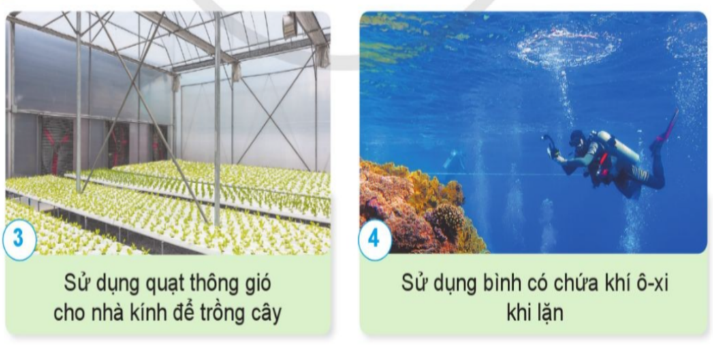 3
Sử dụng quạt thông gió
cho nhà kính để trồng cây
4
Sử dụng bình có chứa khí ô-xi
khi lặn